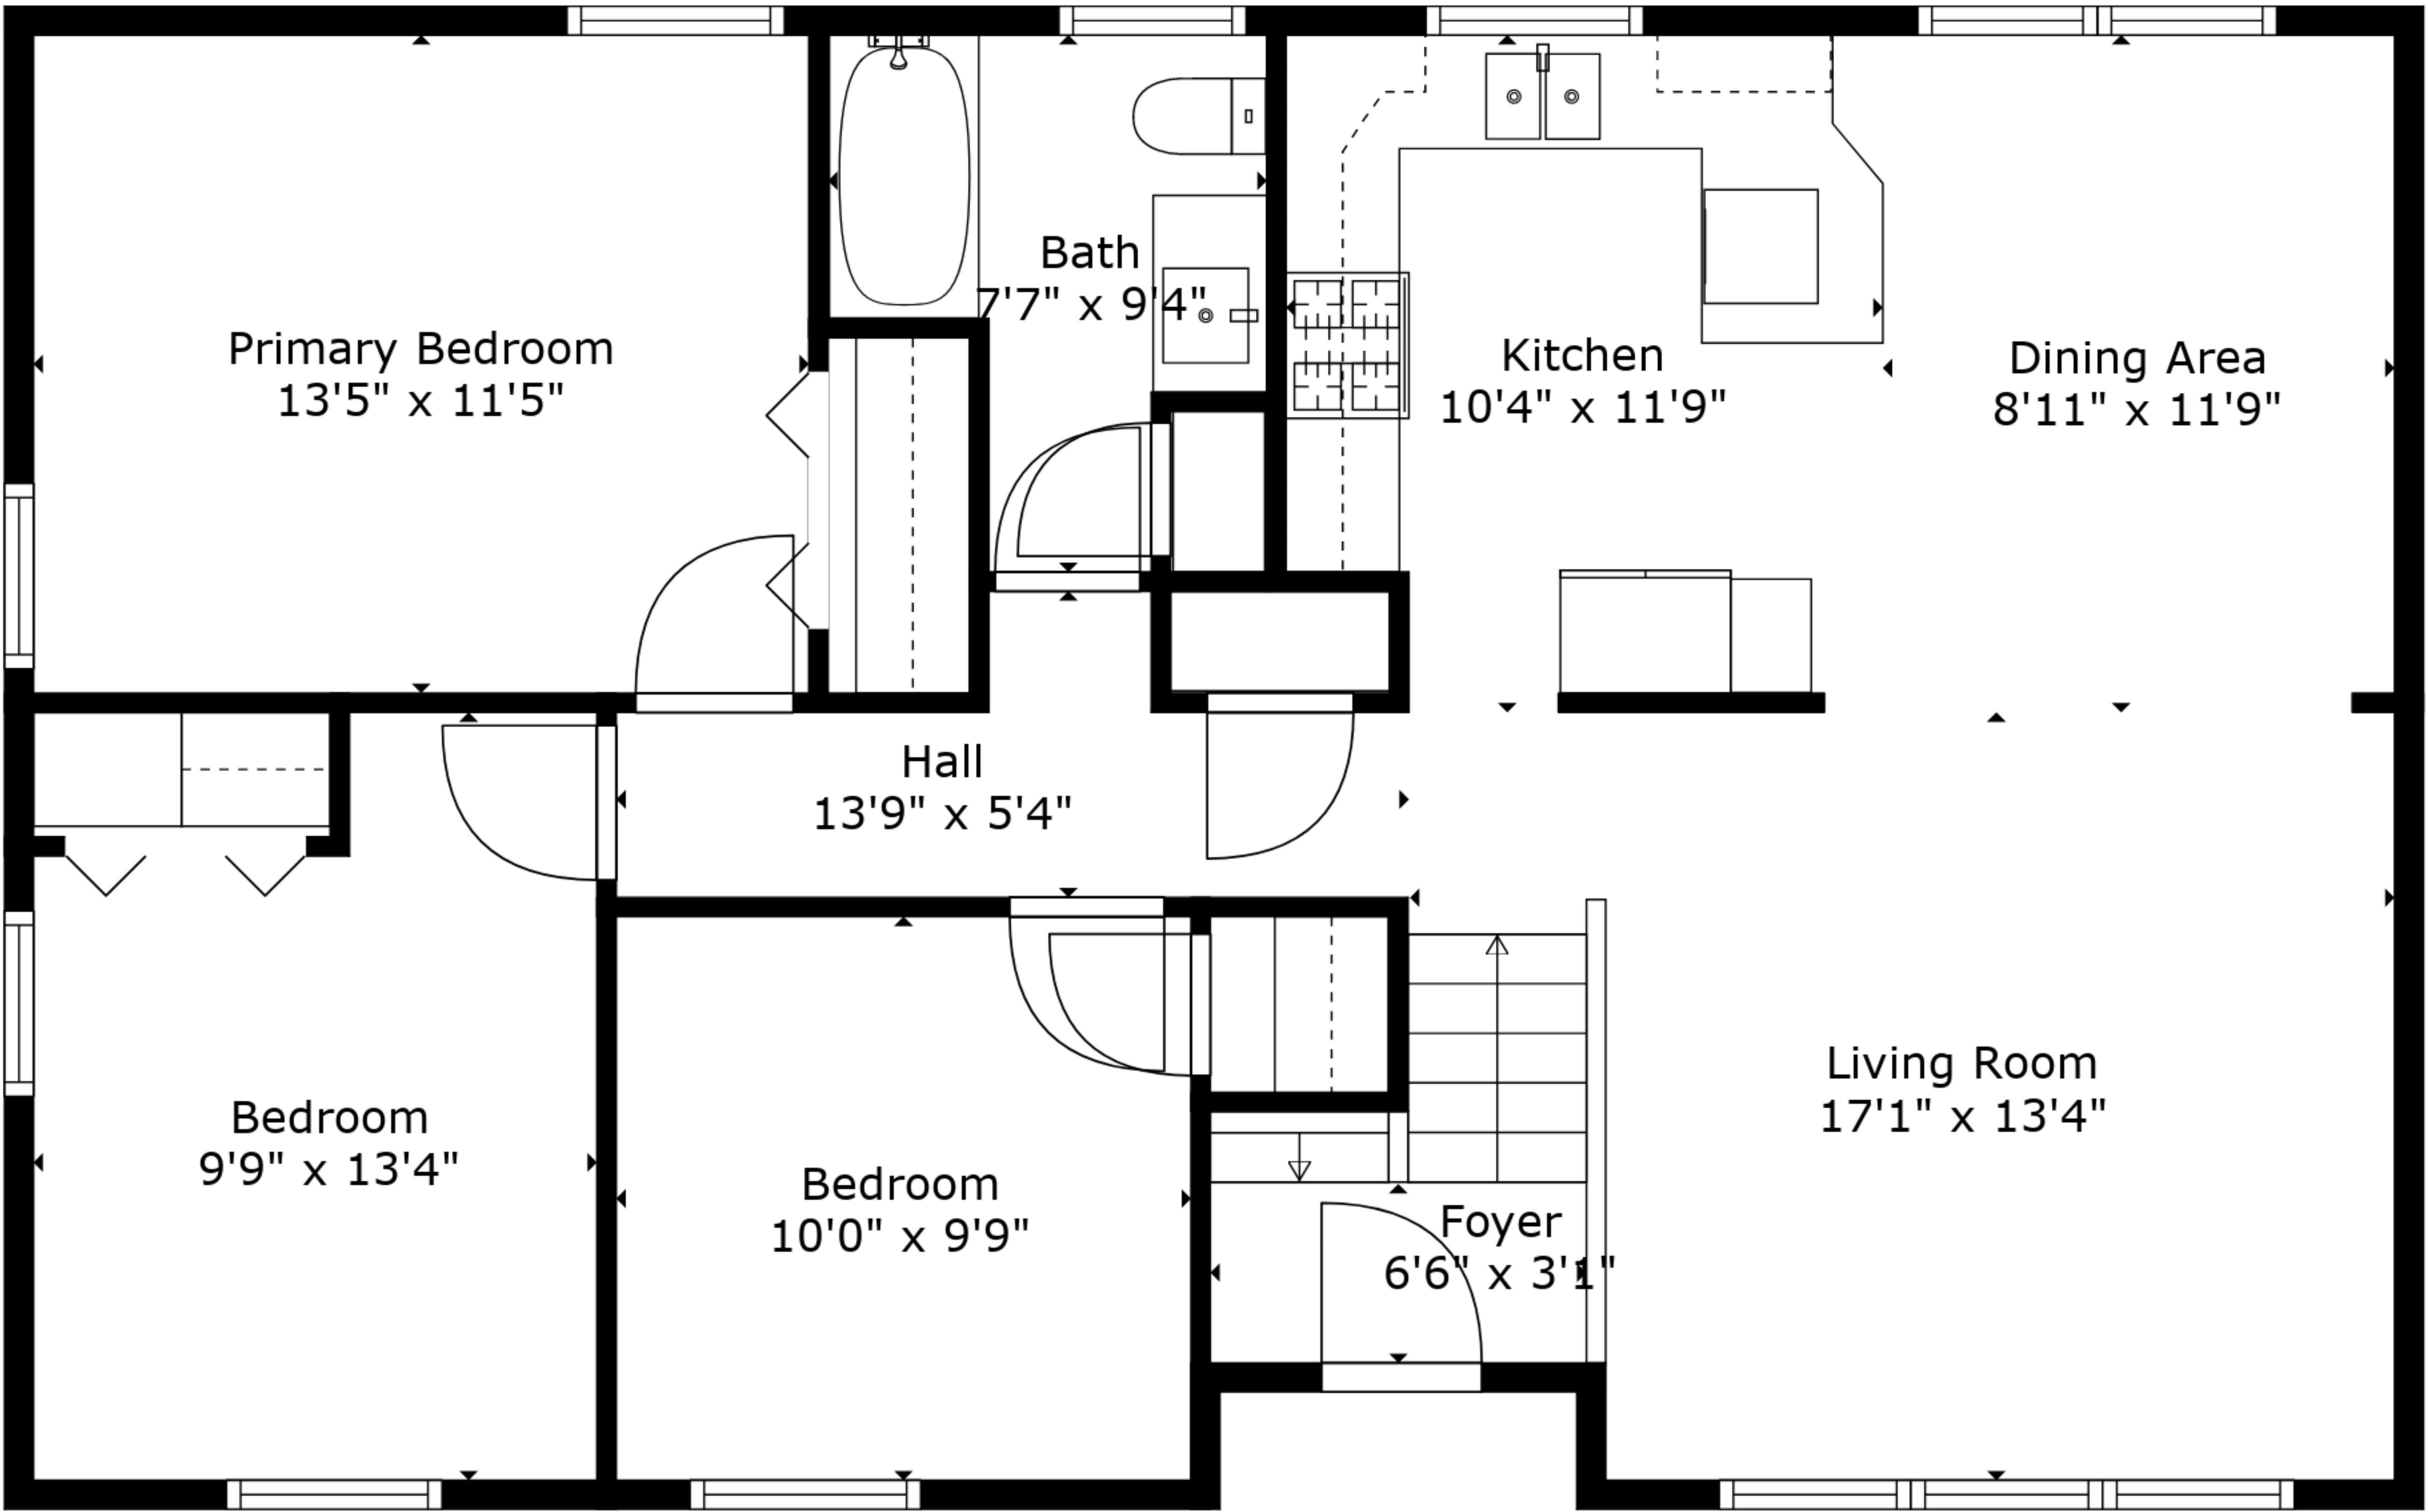 Bath
7'7" x 9'4"
Primary Bedroom
13'5" x 11'5"
Kitchen
10'4" x 11'9"
Dining Area
8'11" x 11'9"
Hall
13'9" x 5'4"
Living Room
17'1" x 13'4"
Bedroom
9'9" x 13'4"
Bedroom
10'0" x 9'9"
Foyer
6'6" x 3'1"